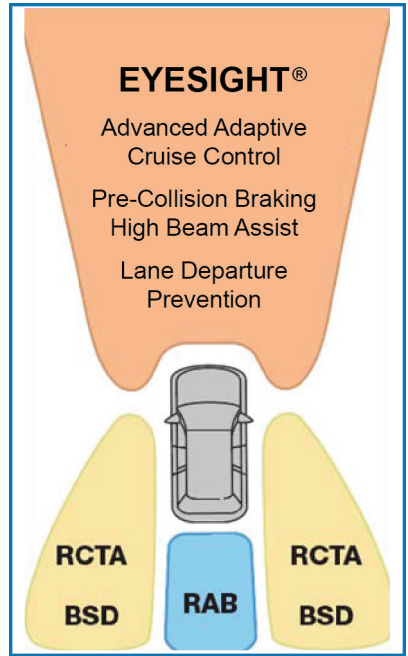 EYESIGHT®
Advanced Adaptive
Cruise Control
Pre-Collision Braking
High Beam Assist
Lane Departure
Prevention
RCTA
RCTA
BSD
RAB
BSD